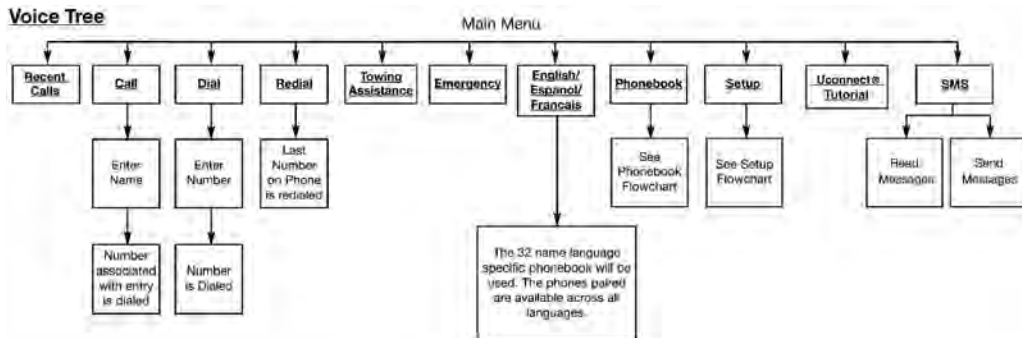 Voice Tree
Main Menu
Recent
Calls
Call
Dial
Redial
Towing
Assistance
Emergency
English/
Espanol/
Francais
Phonebook
Setup
Uconnect®
Tutorial
SMS
Enter
Name
Enter
Number
Last
Number
on Phone
is redialed
See
Phonebook
Flowchart
See Setup
Flowchart
Read
Messages
Send
Messages
Number
associated
with entry
is dialed
Number
is Dialed
The 32 name language
specific phonebook will be
used. The phones paired
are available across all
languages.